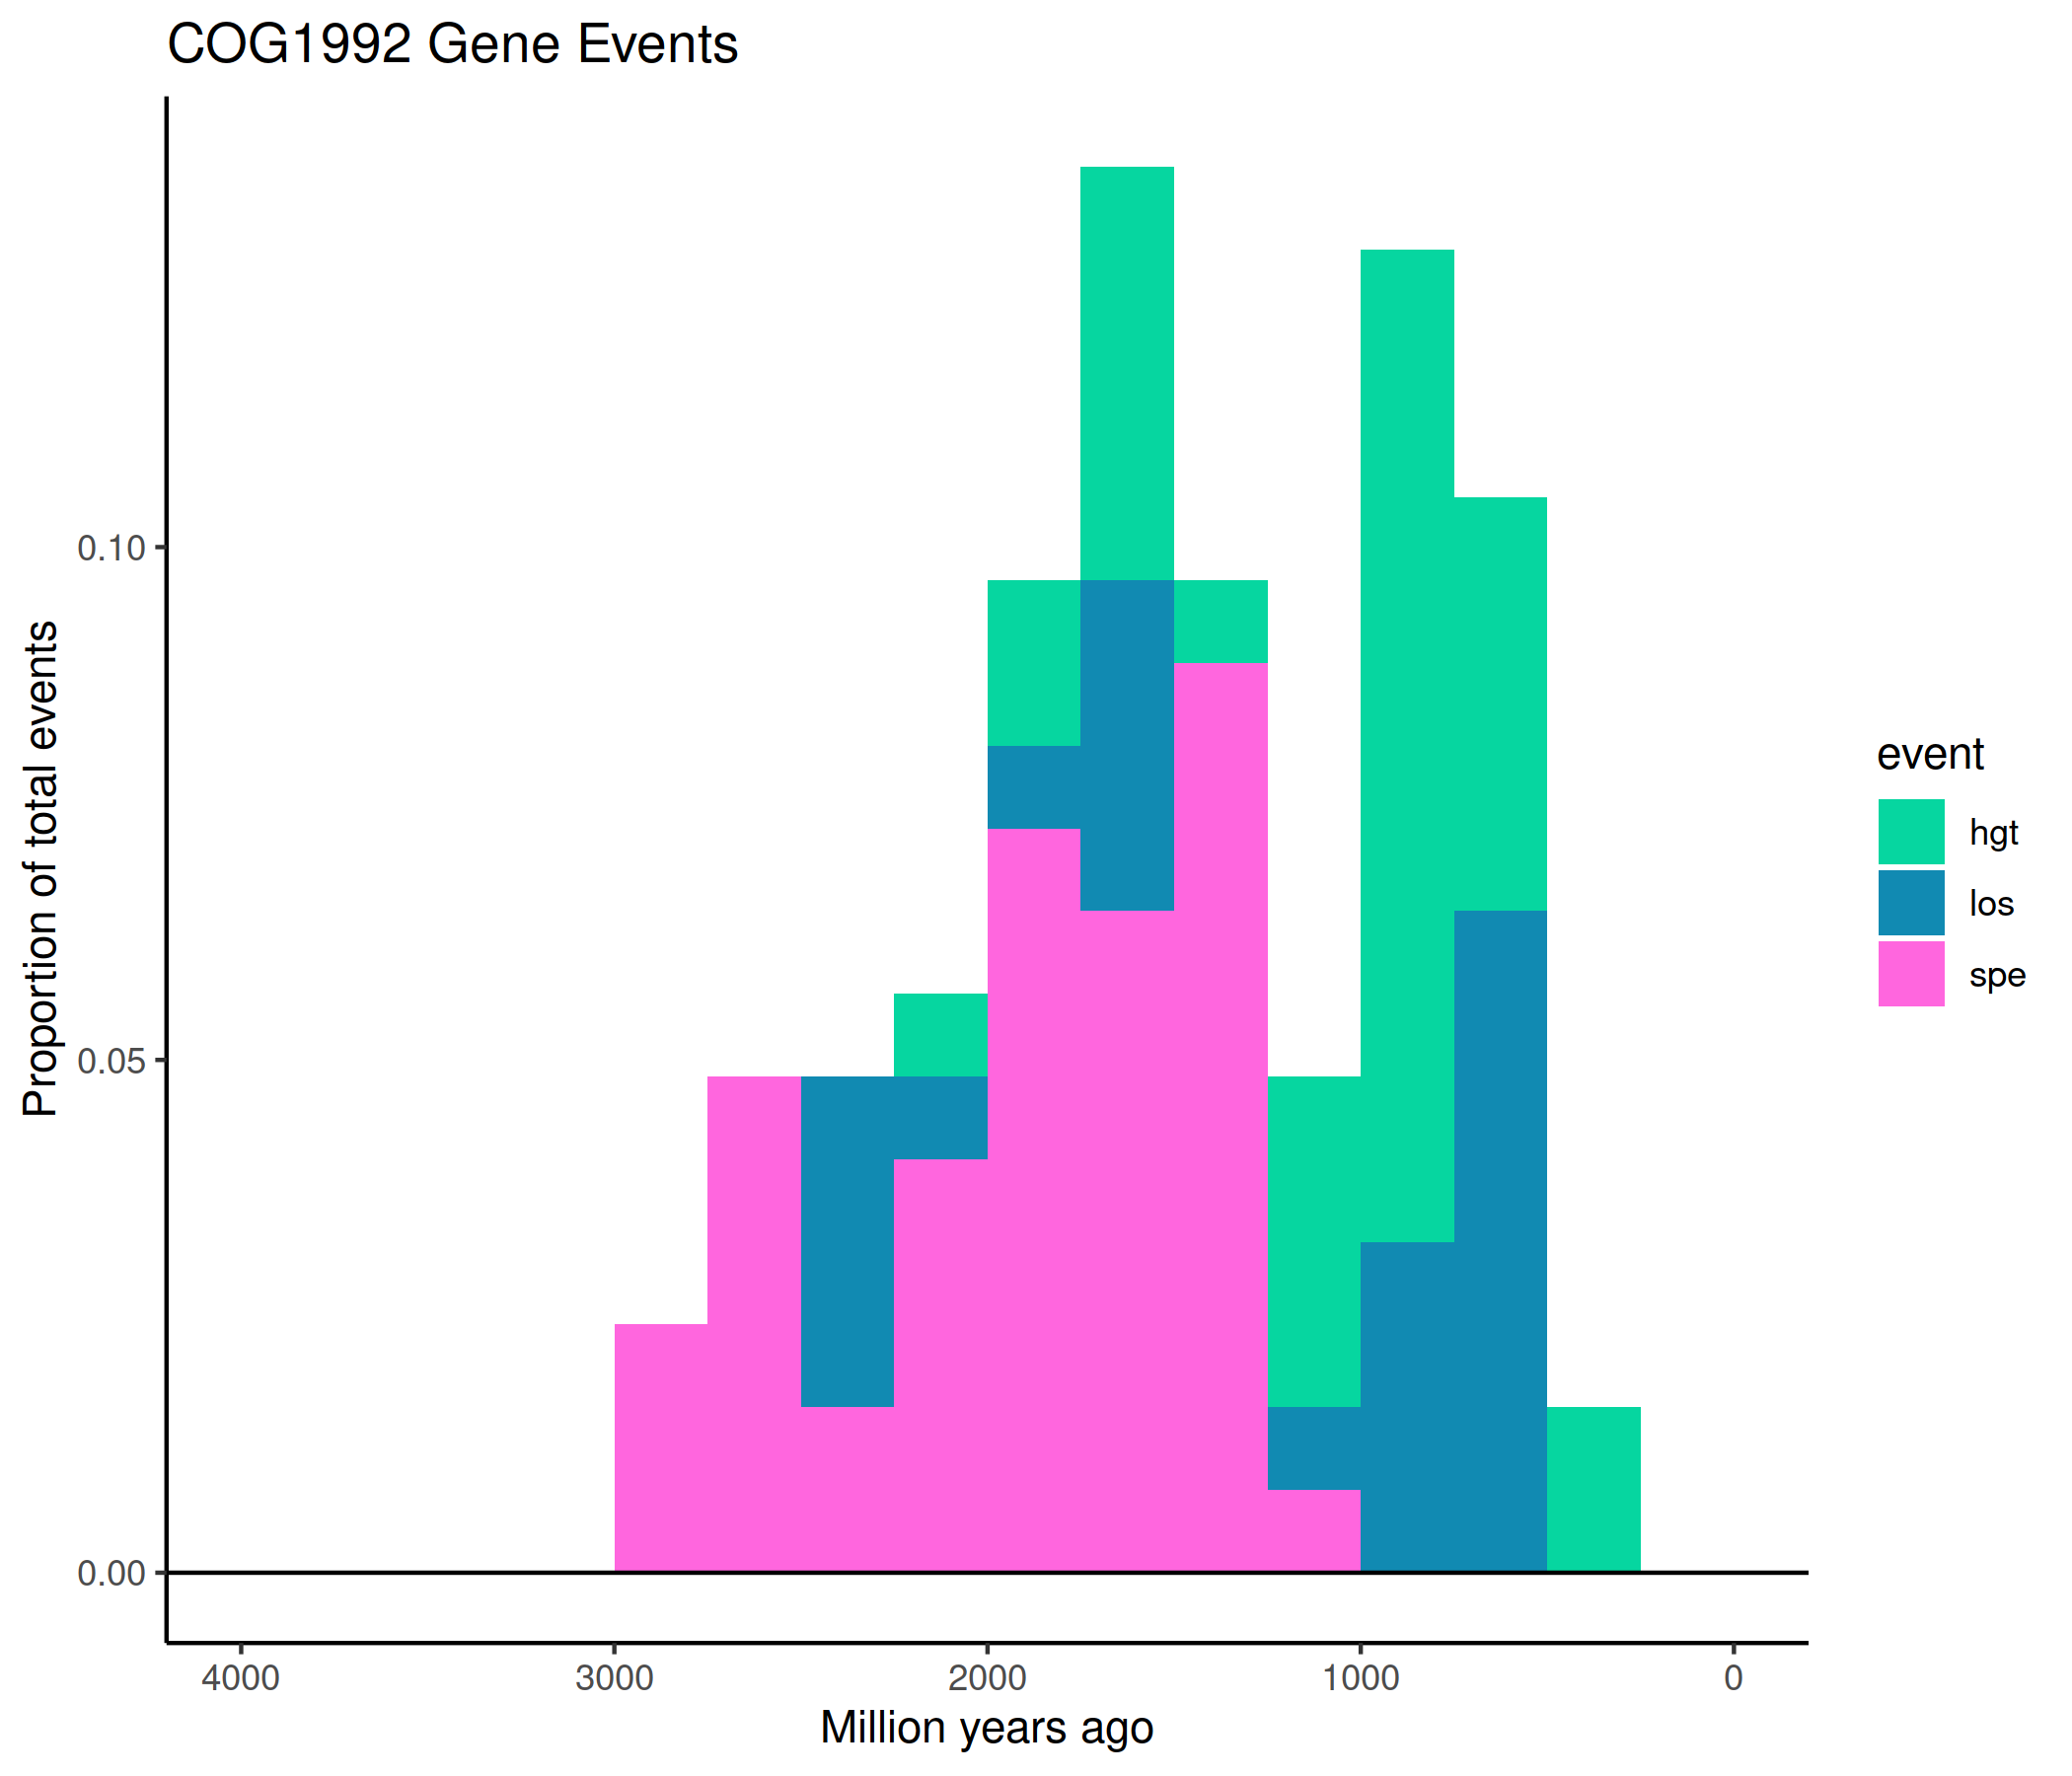 COG1992 Gene Events
Proportion of total events
0.10
0.05
0.00
4000 3000 2000 1000 0
Million years ago
event
hgt
los
spe